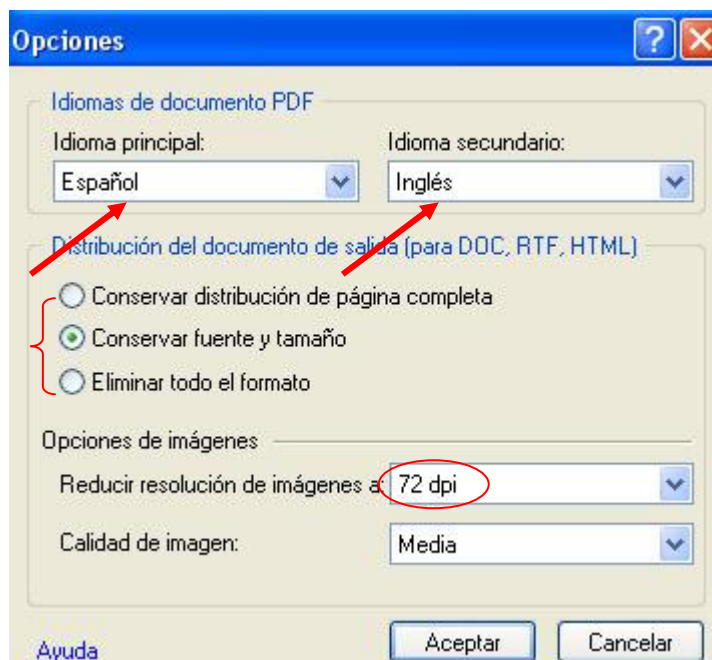 Opciones
Idiomas de documento PDF
Idioma principal: Idioma secundario:
Español Inglés
Distribución del documento de salida (para DOC, RTF, HTML)
Conservar distribución de página completa
Conservar fuente y tamaño
Eliminar todo el formato
Opciones de imágenes
Reducir resolución de imágenes a: 72 dpi
Calidad de imagen: Media
Ayuda Aceptar Cancelar